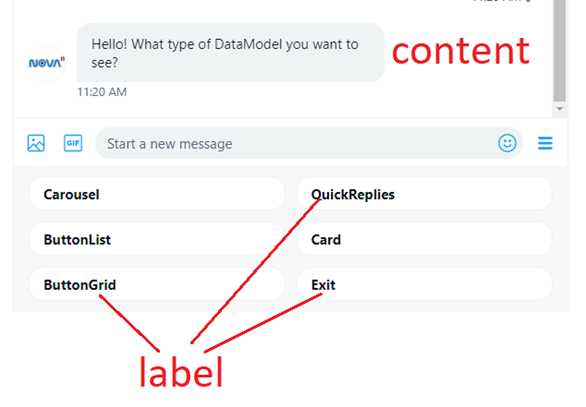 Hello! What type of DataModel you want to
see?
content
NOVA
11:20 AM
GIF
Start a new message
Carousel
QuickReplies
ButtonList
Card
ButtonGrid
Exit
label